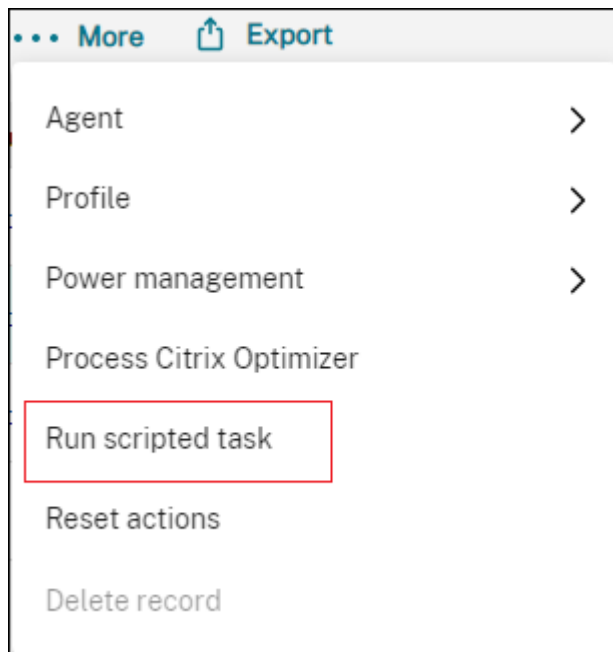 ••• More Export
Agent
Profile
Power management
Process Citrix Optimizer
Run scripted task
Reset actions
Delete record